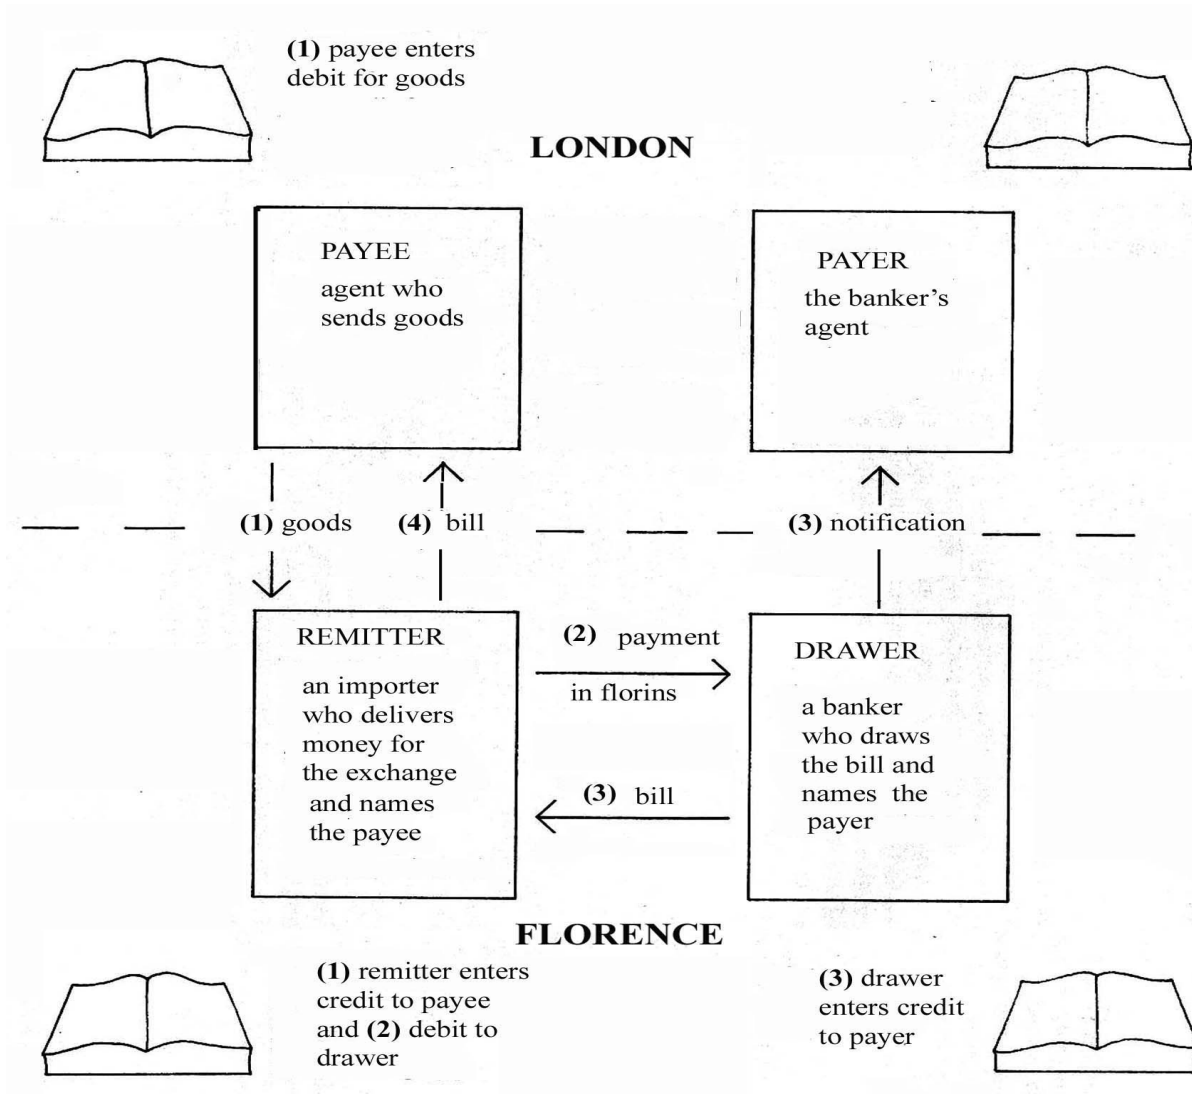 (1) payee enters
debit for goods
LONDON
PAYEE
agent who
sends goods
PAYER
the banker's
agent
(1) goods
(4) bill
(3) notification
REMITTER
an importer
who delivers
money for
the exchange
and names
the payee
(2) payment
in florins
(3) bill
DRAWER
a banker
who draws
the bill and
names the
payer
FLORENCE
(1) remitter enters
credit to payee
and (2) debit to
drawer
(3) drawer
enters credit
to payer